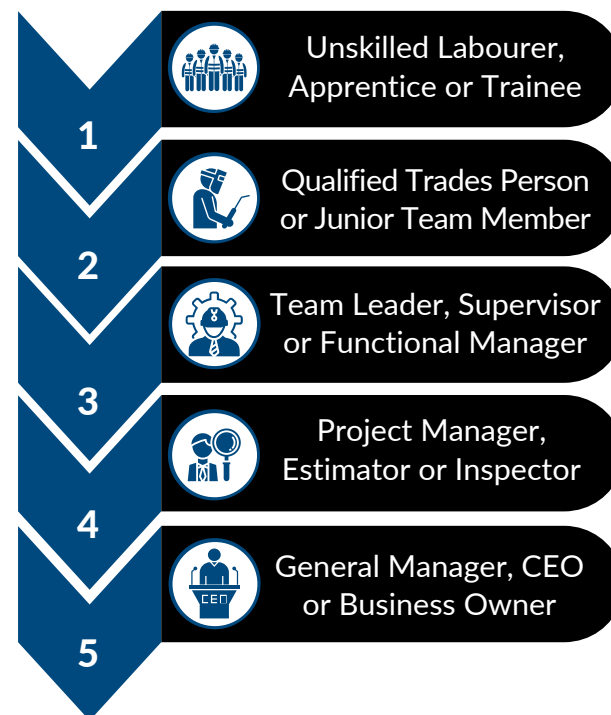 Unskilled Labourer,
Apprentice or Trainee
1
Qualified Trades Person
or Junior Team Member
2
Team Leader, Supervisor
or Functional Manager
3
Project Manager,
Estimator or Inspector
4
General Manager, CEO
or Business Owner
CEO
5